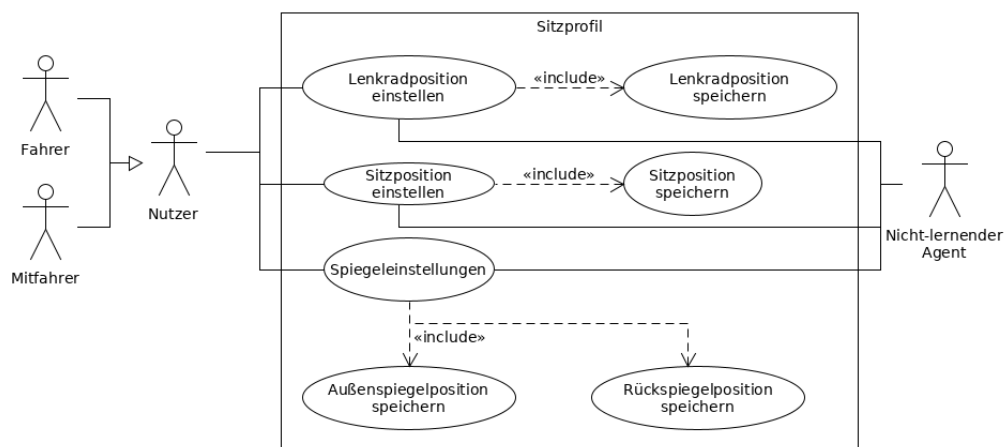 Sitzprofil
Fahrer
Mitfahrer
Nutzer
Lenkradposition
einstellen
«include»
Lenkradposition
speichern
Sitzposition
einstellen
«include»
Sitzposition
speichern
Spiegeleinstellungen
«include»
Außenspiegelposition
speichern
Rückspiegelposition
speichern
Nicht-lernender
Agent